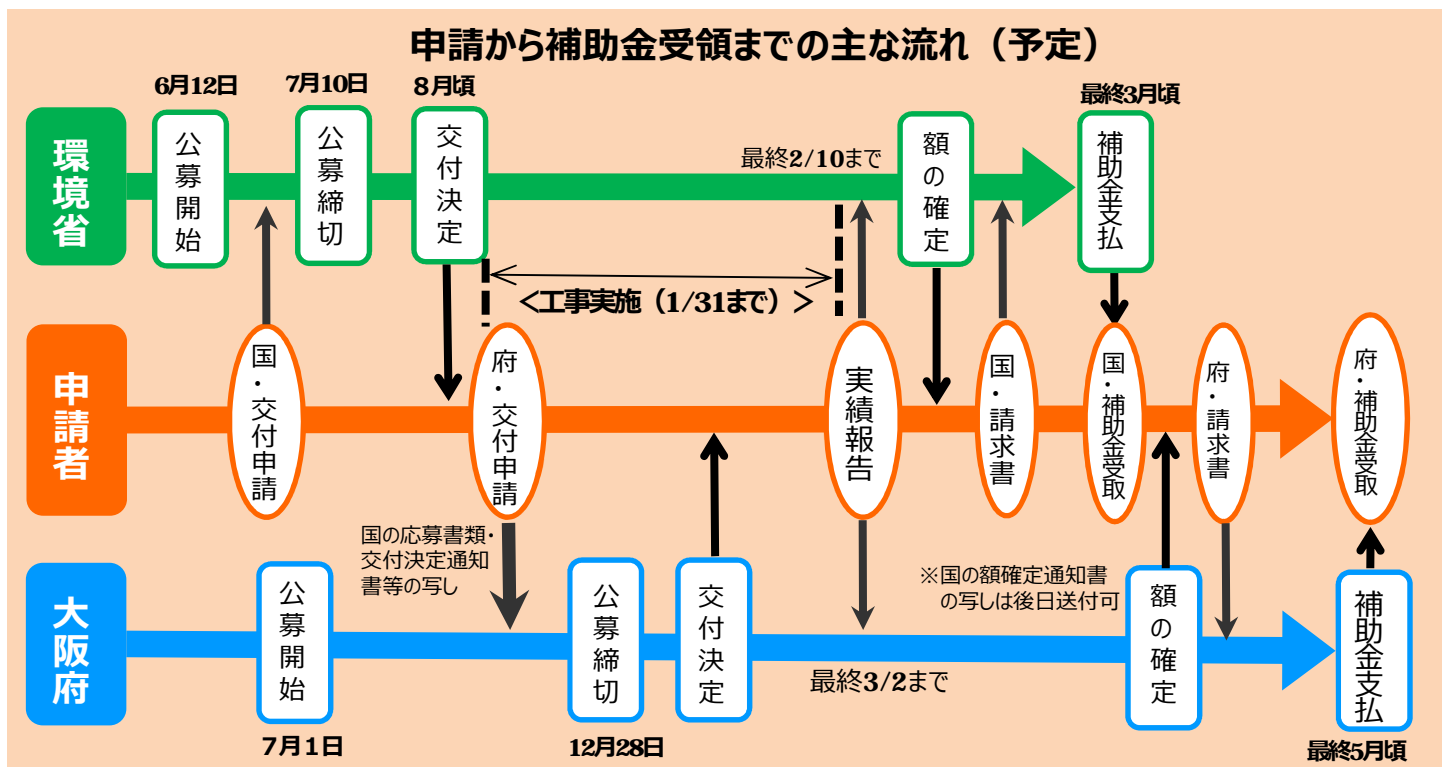 申請から補助金受領までの主な流れ（予定）
6月12日
7月10日
８月頃
最終3月頃
環境省
公募開始
公募締切
交付決定
最終2/10まで
額の確定
補助金支払
＜工事実施（1/31まで）＞
申請者
国・交付申請
府・交付申請
実績報告
国・請求書
国・補助金受取
府・請求書
府・補助金受取
国の応募書類・
交付決定通知
書等の写し
※国の額確定通知書
の写しは後日送付可
大阪府
公募開始
公募締切
交付決定
最終3/2まで
額の確定
補助金支払
７月１日
12月28日
最終5月頃